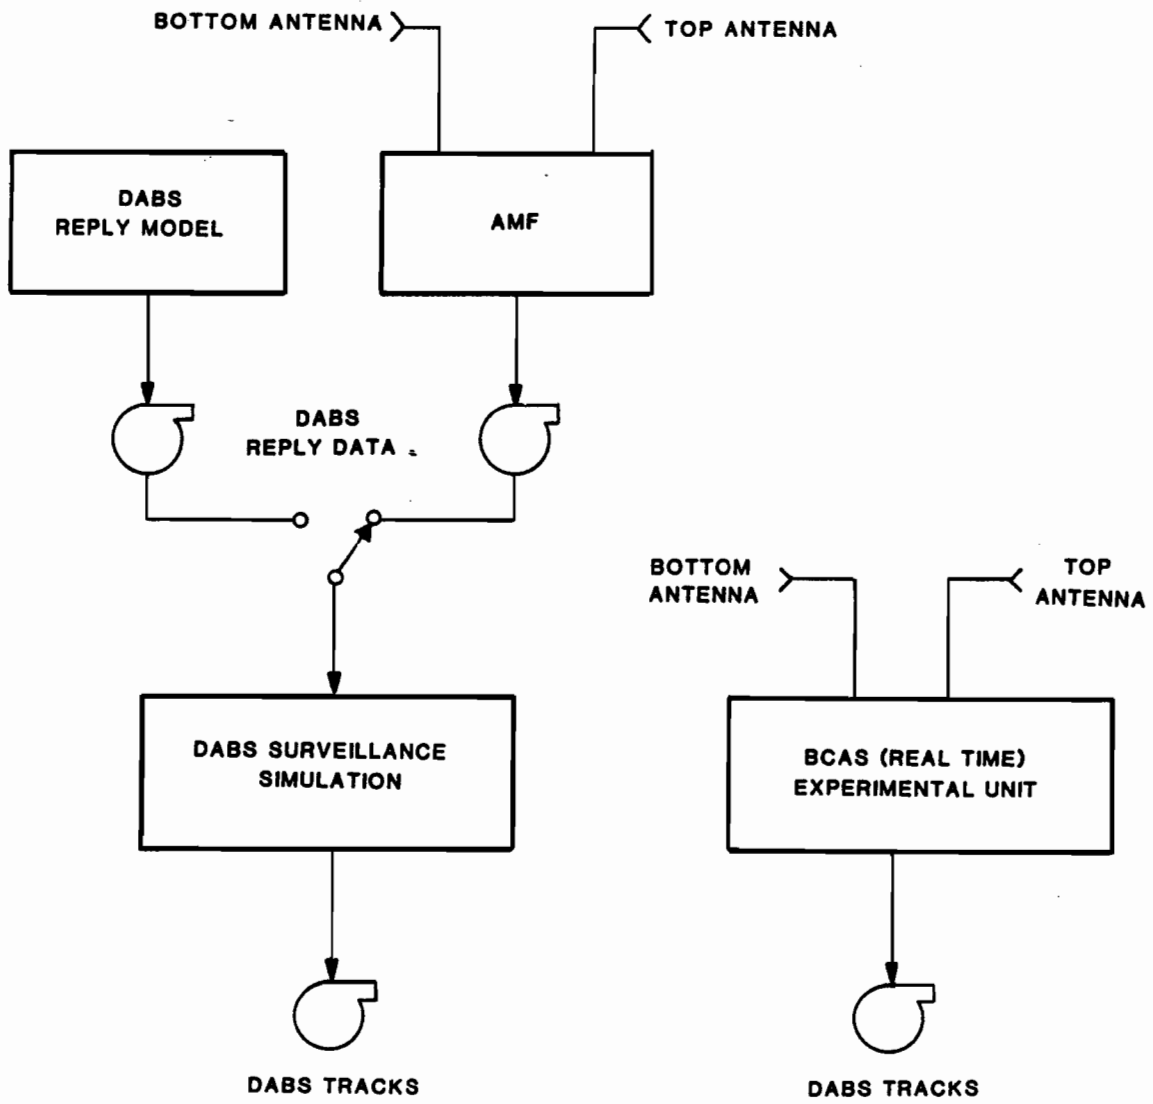 BOTTOM ANTENNA
TOP ANTENNA
DABS
REPLY MODEL
AMF
DABS
REPLY DATA
BOTTOM
ANTENNA
TOP
ANTENNA
DABS SURVEILLANCE
SIMULATION
BCAS (REAL TIME)
EXPERIMENTAL UNIT
DABS TRACKS
DABS TRACKS